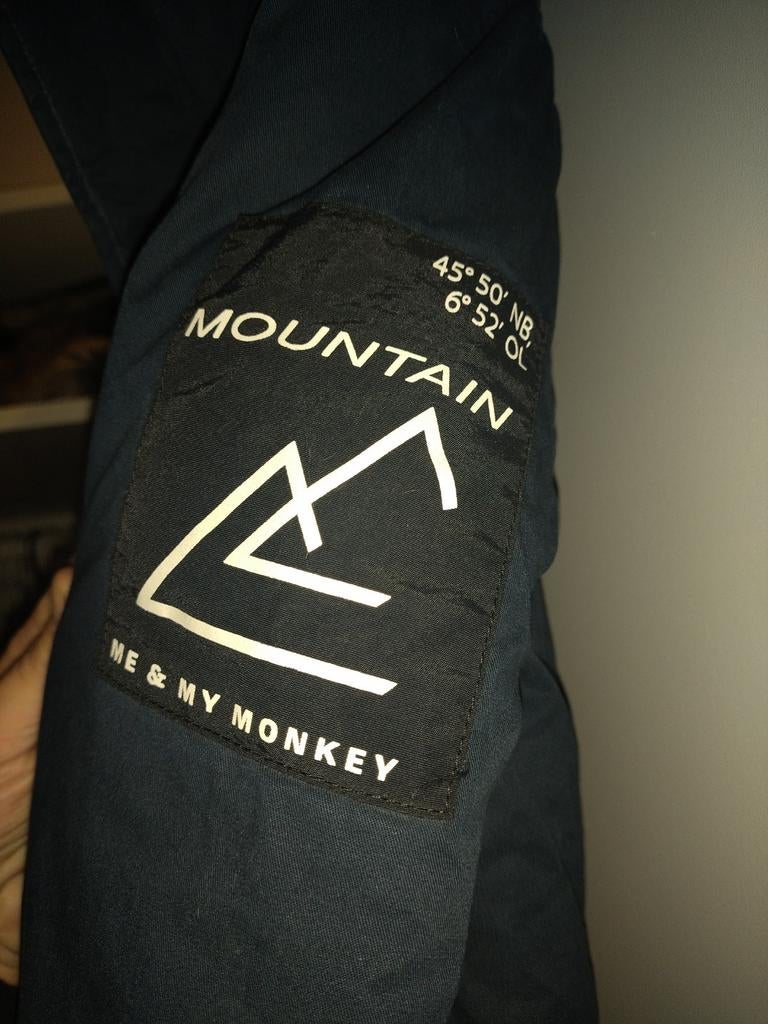 45° 50' NB,
6° 52' OL
MOUNTAIN
ME & MY MONKEY